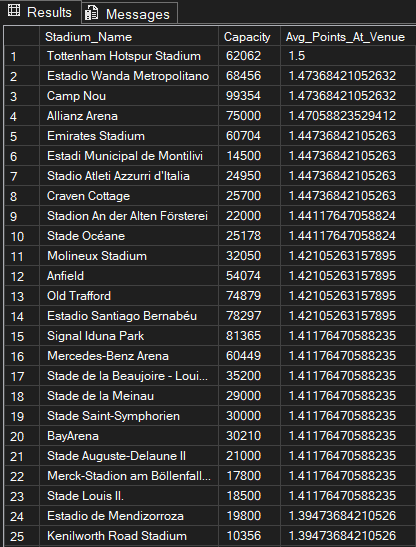 Results Messages
Stadium_Name Capacity Avg_Points_At_Venue
1 Tottenham Hotspur Stadium 62062 1.5
2 Estadio Wanda Metropolitano 68456 1.47368421052632
3 Camp Nou 99354 1.47368421052632
4 Allianz Arena 75000 1.47058823529412
5 Emirates Stadium 60704 1.44736842105263
6 Estadi Municipal de Montilivi 14500 1.44736842105263
7 Stadio Atleti Azzurri d'Italia 24950 1.44736842105263
8 Craven Cottage 25700 1.44736842105263
9 Stadion An der Alten Försterei 22000 1.44117647058824
10 Stade Océane 25178 1.44117647058824
11 Molineux Stadium 32050 1.42105263157895
12 Anfield 54074 1.42105263157895
13 Old Trafford 74879 1.42105263157895
14 Estadio Santiago Bernabéu 78297 1.42105263157895
15 Signal Iduna Park 81365 1.41176470588235
16 Mercedes-Benz Arena 60449 1.41176470588235
17 Stade de la Beaujoire - Loui... 35200 1.41176470588235
18 Stade de la Meinau 29000 1.41176470588235
19 Stade Saint-Symphorien 30000 1.41176470588235
20 BayArena 30210 1.41176470588235
21 Stade Auguste-Delaune II 21000 1.41176470588235
22 Merck-Stadion am Böllenfall... 17800 1.41176470588235
23 Stade Louis II. 18500 1.41176470588235
24 Estadio de Mendizorroza 19800 1.39473684210526
25 Kenilworth Road Stadium 10356 1.39473684210526